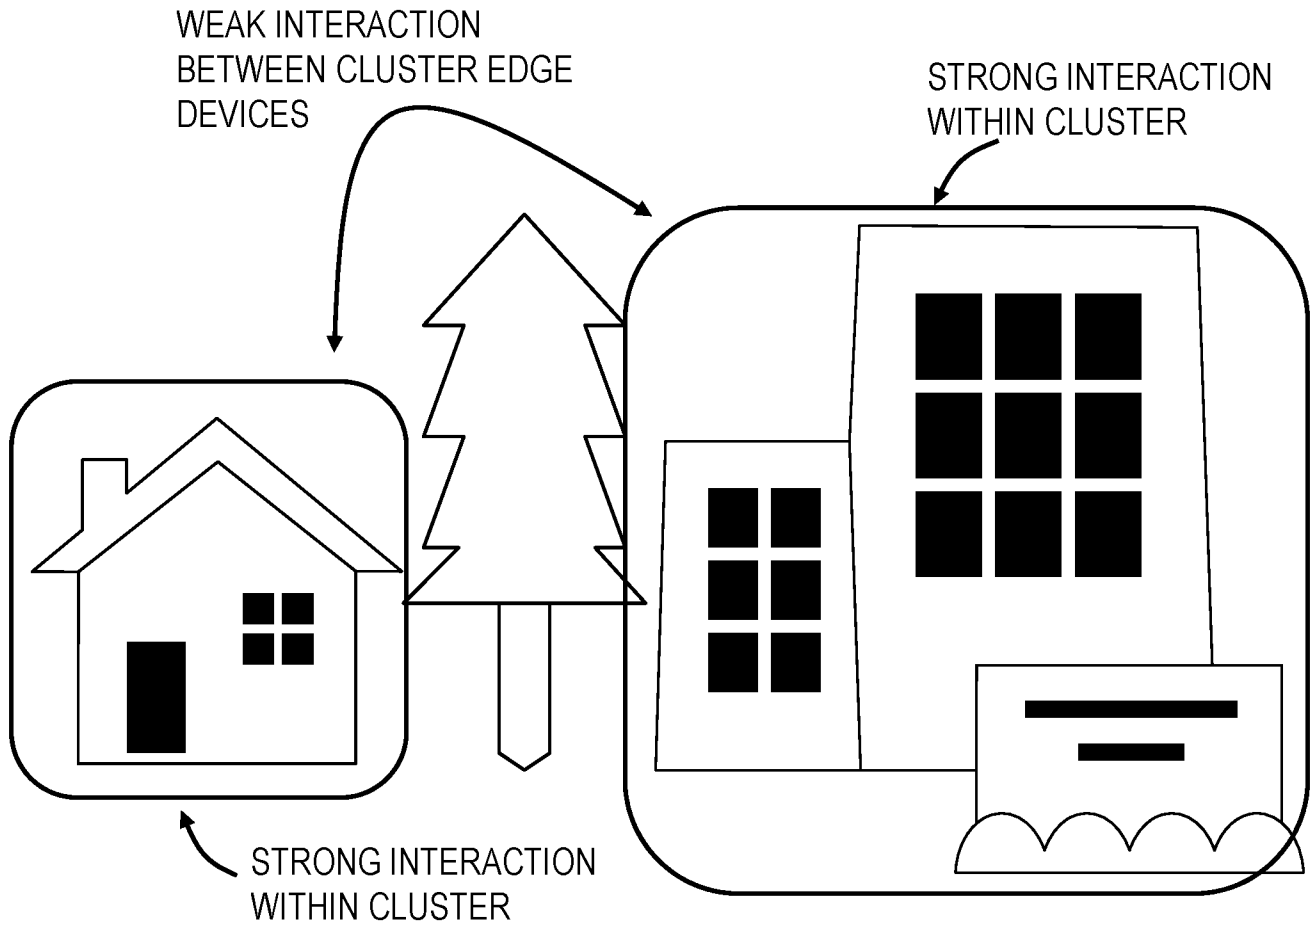 WEAK INTERACTION
BETWEEN CLUSTER EDGE
DEVICES
STRONG INTERACTION
WITHIN CLUSTER
STRONG INTERACTION
WITHIN CLUSTER